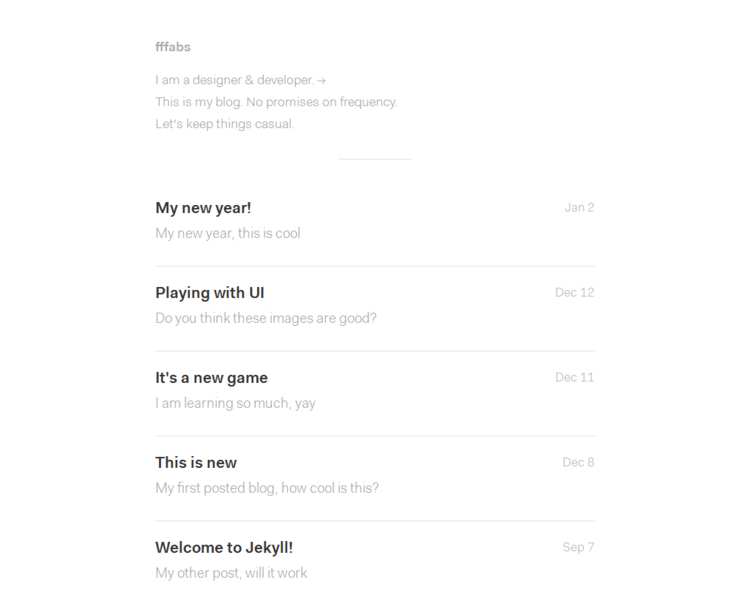 fffabs
I am a designer & developer. →
This is my blog. No promises on frequency.
Let's keep things casual.
My new year!
Jan 2
My new year, this is cool
Playing with UI
Dec 12
Do you think these images are good?
It's a new game
Dec 11
I am learning so much, yay
This is new
Dec 8
My first posted blog, how cool is this?
Welcome to Jekyll!
Sep 7
My other post, will it work